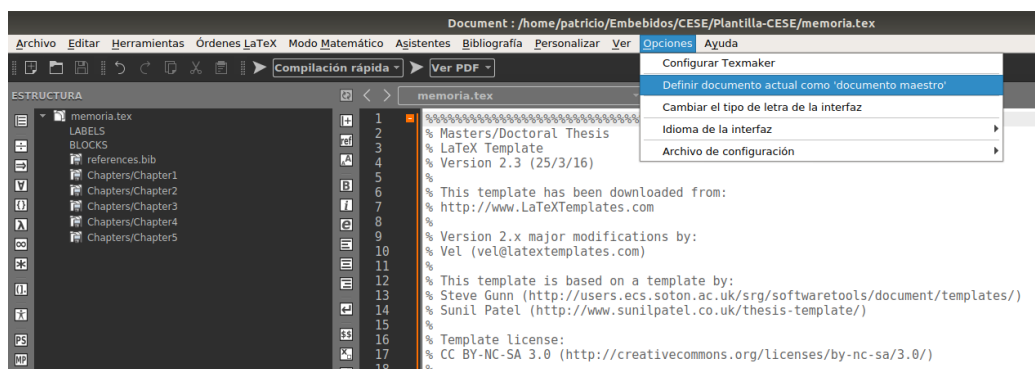 Document : /home/patricio/Embebidos/CESE/Plantilla-CESE/memoria.tex
Archivo Editar Herramientas Órdenes LaTeX Modo Matemático Asistentes Bibliografía Personalizar Ver Opciones Ayuda
Compilación rápida Ver PDF
Configurar Texmaker
Definir documento actual como 'documento maestro'
Cambiar el tipo de letra de la interfaz
Idioma de la interfaz
Archivo de configuración
ESTRUCTURA
memoria.tex
LABELS
BLOCKS
references.bib
Chapters/Chapter1
Chapters/Chapter2
Chapters/Chapter3
Chapters/Chapter4
Chapters/Chapter5
PS
MP
ref
B
i
e
$$
memoria.tex
1 %%%%%%%%%%%%%%%%%%%%%%%%%%%%%
2 % Masters/Doctoral Thesis
3 % LaTeX Template
4 % Version 2.3 (25/3/16)
5 %
6 % This template has been downloaded from:
7 % http://www.LaTeXTemplates.com
8 %
9 % Version 2.x major modifications by:
10 % Vel (vel@latextemplates.com)
11 %
12 % This template is based on a template by:
13 % Steve Gunn (http://users.ecs.soton.ac.uk/srg/softwaretools/document/templates/)
14 % Sunil Patel (http://www.sunilpatel.co.uk/thesis-template/)
15 %
16 % Template license:
17 % CC BY-NC-SA 3.0 (http://creativecommons.org/licenses/by-nc-sa/3.0/)
18 %